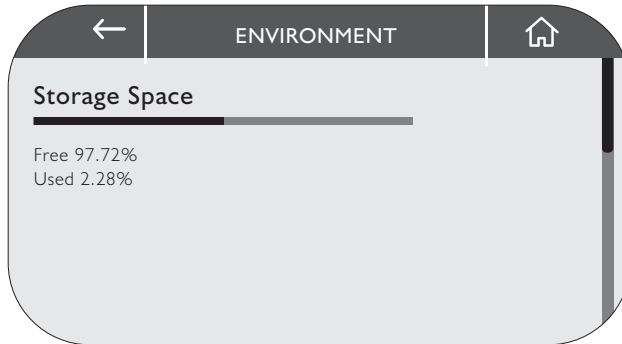 ENVIRONMENT
Storage Space
Free 97.72%
Used 2.28%